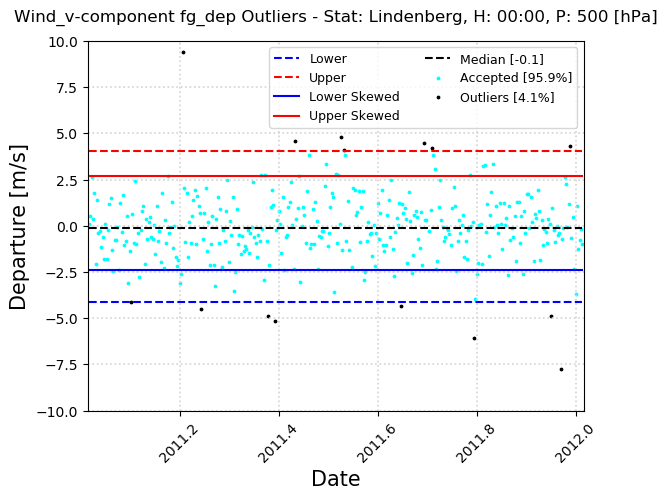 Wind_v-component fg_dep Outliers - Stat: Lindenberg, H: 00:00, P: 500 [hPa]
Lower
Upper
Lower Skewed
Upper Skewed
Median [-0.1]
Accepted [95.9%]
Outliers [4.1%]
Departure [m/s]
10.0
7.5
5.0
2.5
0.0
−2.5
−5.0
−7.5
−10.0
2011.2
2011.4
2011.6
2011.8
2012.0
Date